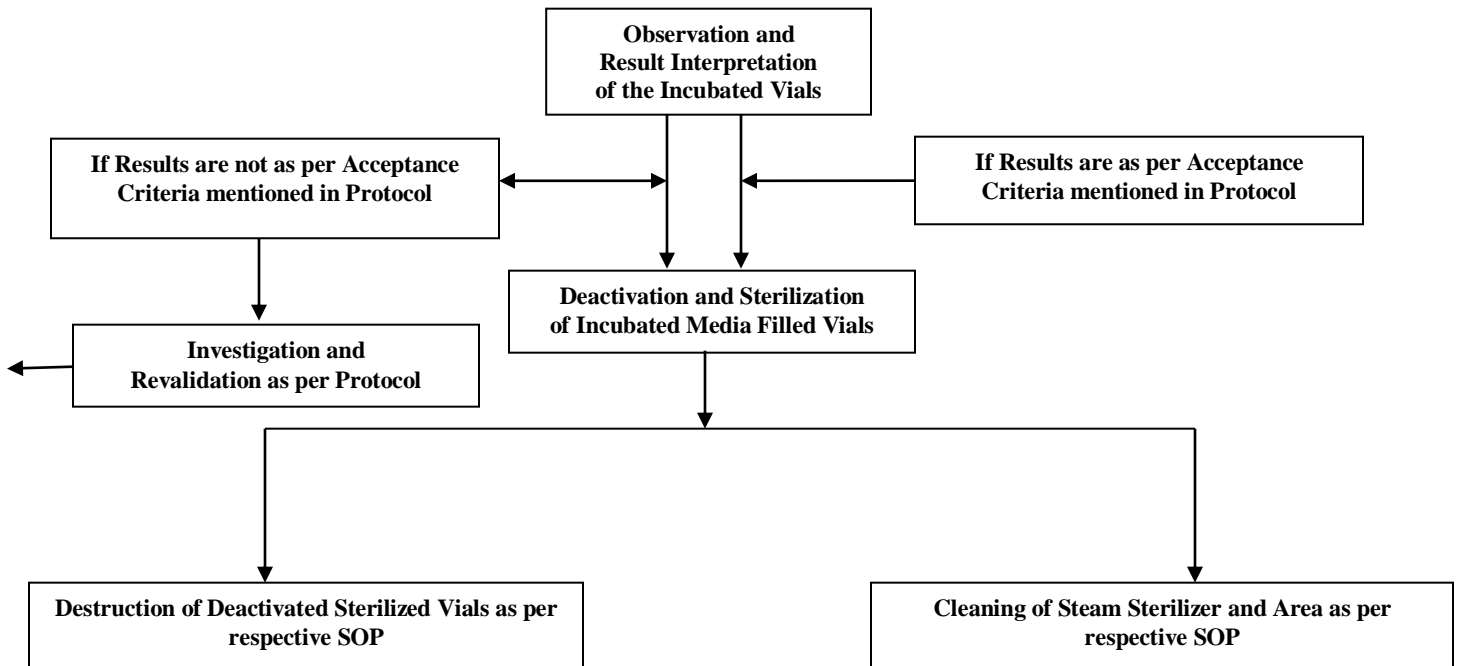 Observation and
Result Interpretation
of the Incubated Vials
If Results are not as per Acceptance
Criteria mentioned in Protocol
If Results are as per Acceptance
Criteria mentioned in Protocol
Deactivation and Sterilization
of Incubated Media Filled Vials
Investigation and
Revalidation as per Protocol
Destruction of Deactivated Sterilized Vials as per
respective SOP
Cleaning of Steam Sterilizer and Area as per
respective SOP